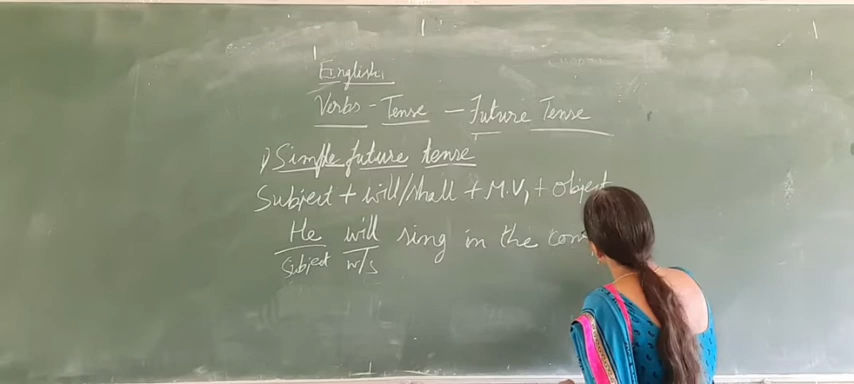 English
Verbs - Tense - Future Tense
1) Simple future tense
Subject + will/shall + M.V1 + Object
He will sing in the
Subject w/s